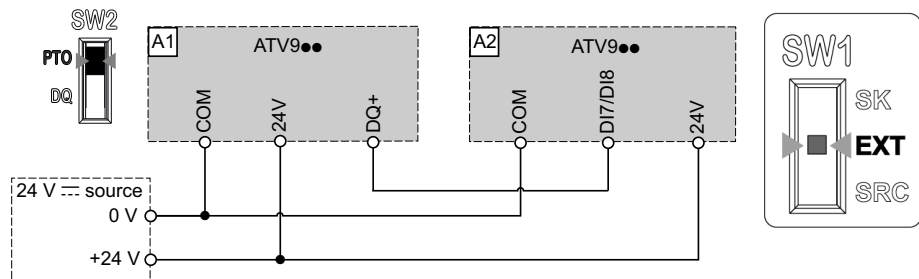 SW2
PTO
DQ
A1
ATV9●●
COM
24V
DQ+
A2
ATV9●●
COM
DI7/DI8
24V
24 V ⎓ source
0 V
+24 V
SW1
SK
EXT
SRC